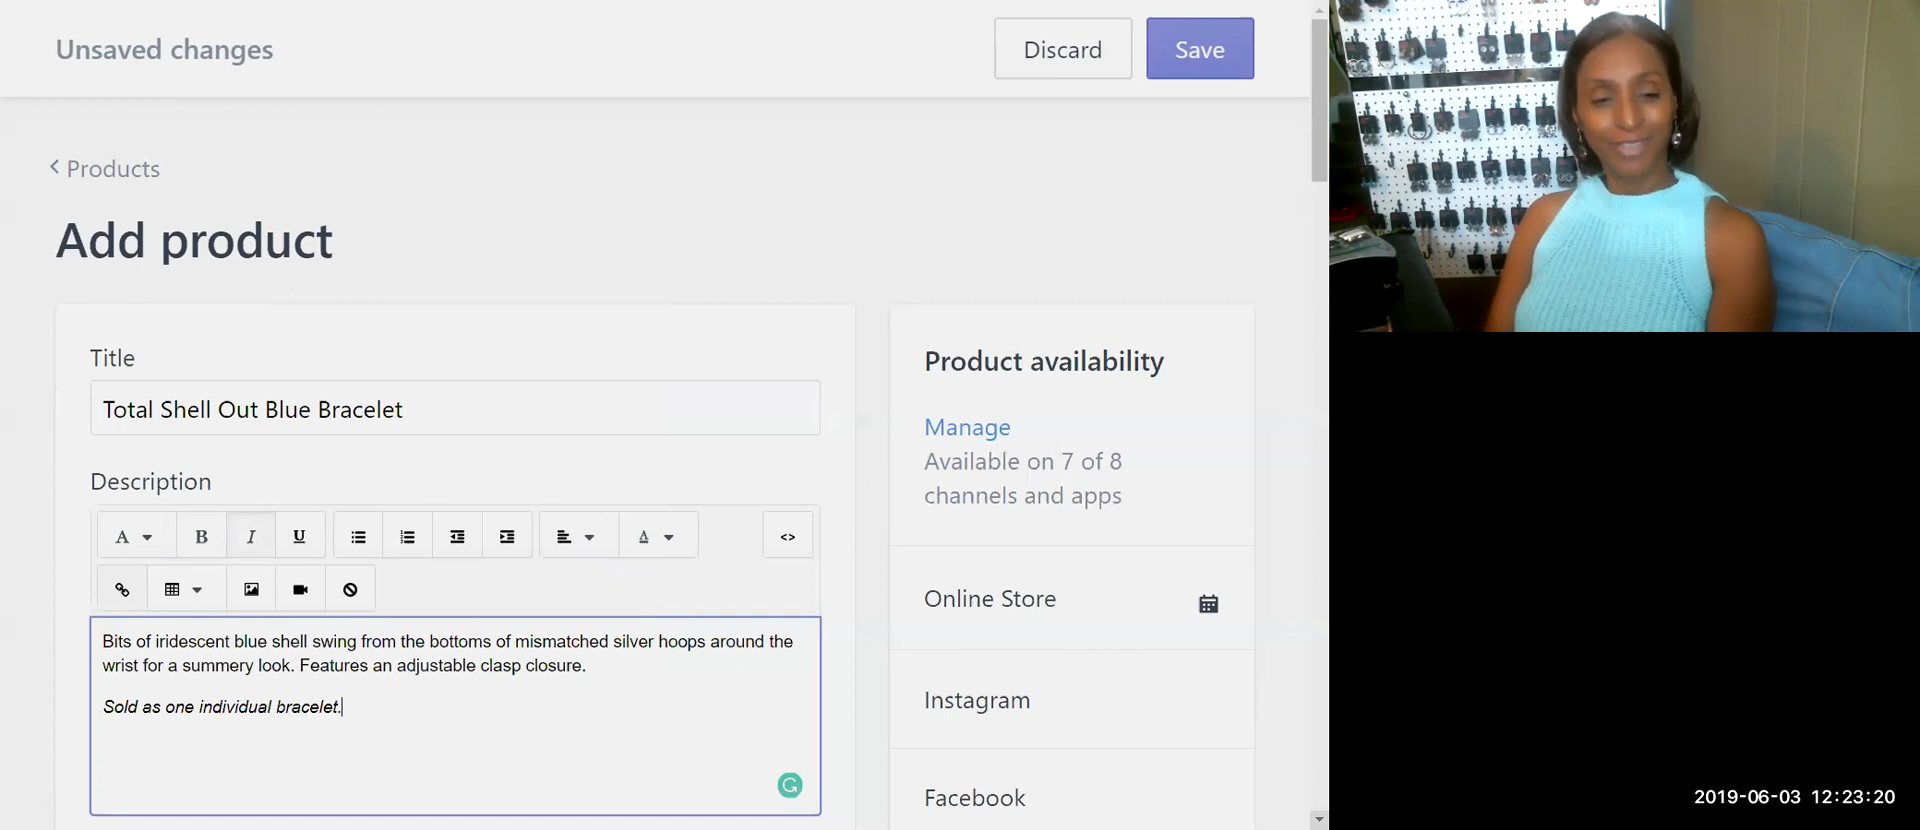 Unsaved changes
Discard
Save
Products
Add product
Title
Total Shell Out Blue Bracelet
Description
A
B
I
U
A
<>
Bits of iridescent blue shell swing from the bottoms of mismatched silver hoops around the
wrist for a summery look. Features an adjustable clasp closure.
Sold as one individual bracelet.
Product availability
Manage
Available on 7 of 8
channels and apps
Online Store
Instagram
Facebook
2019-06-03 12:23:20